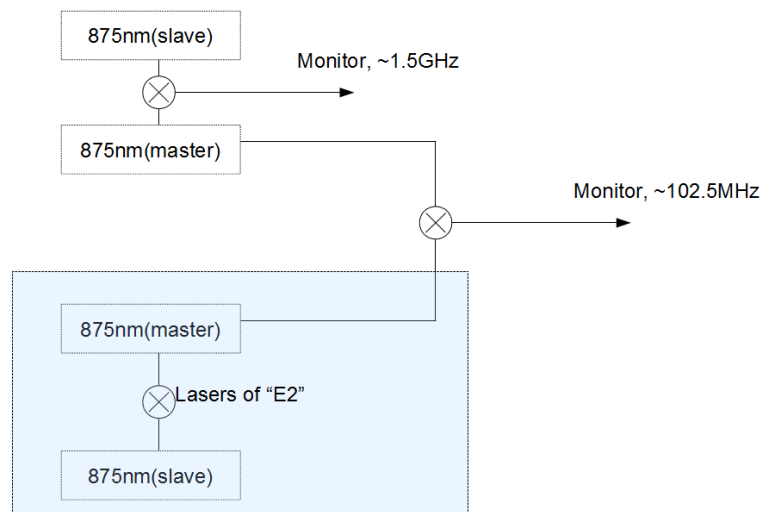 875nm(slave)
Monitor, ~1.5GHz
875nm(master)
Monitor, ~102.5MHz
875nm(master)
Lasers of “E2”
875nm(slave)